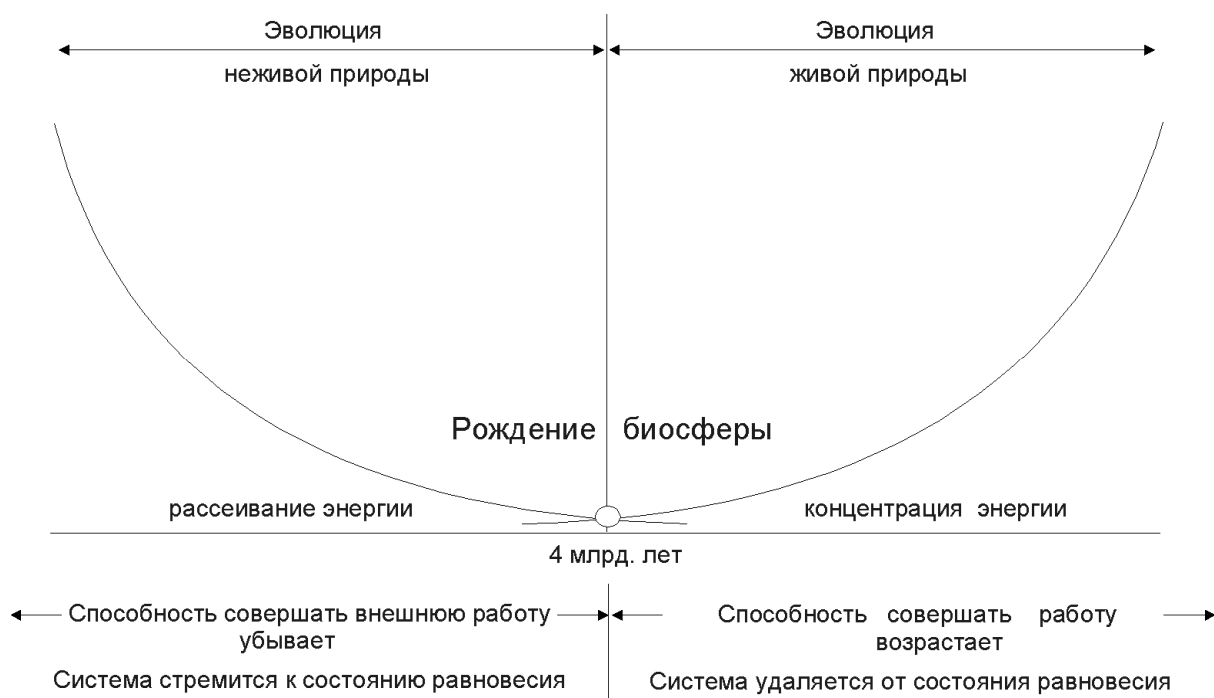 Эволюция
неживой природы
Эволюция
живой природы
Рождение биосферы
рассеивание энергии
концентрация энергии
4 млрд. лет
Способность совершать внешнюю работу
убывает
Система стремится к состоянию равновесия
Способность совершать работу
возрастает
Система удаляется от состояния равновесия